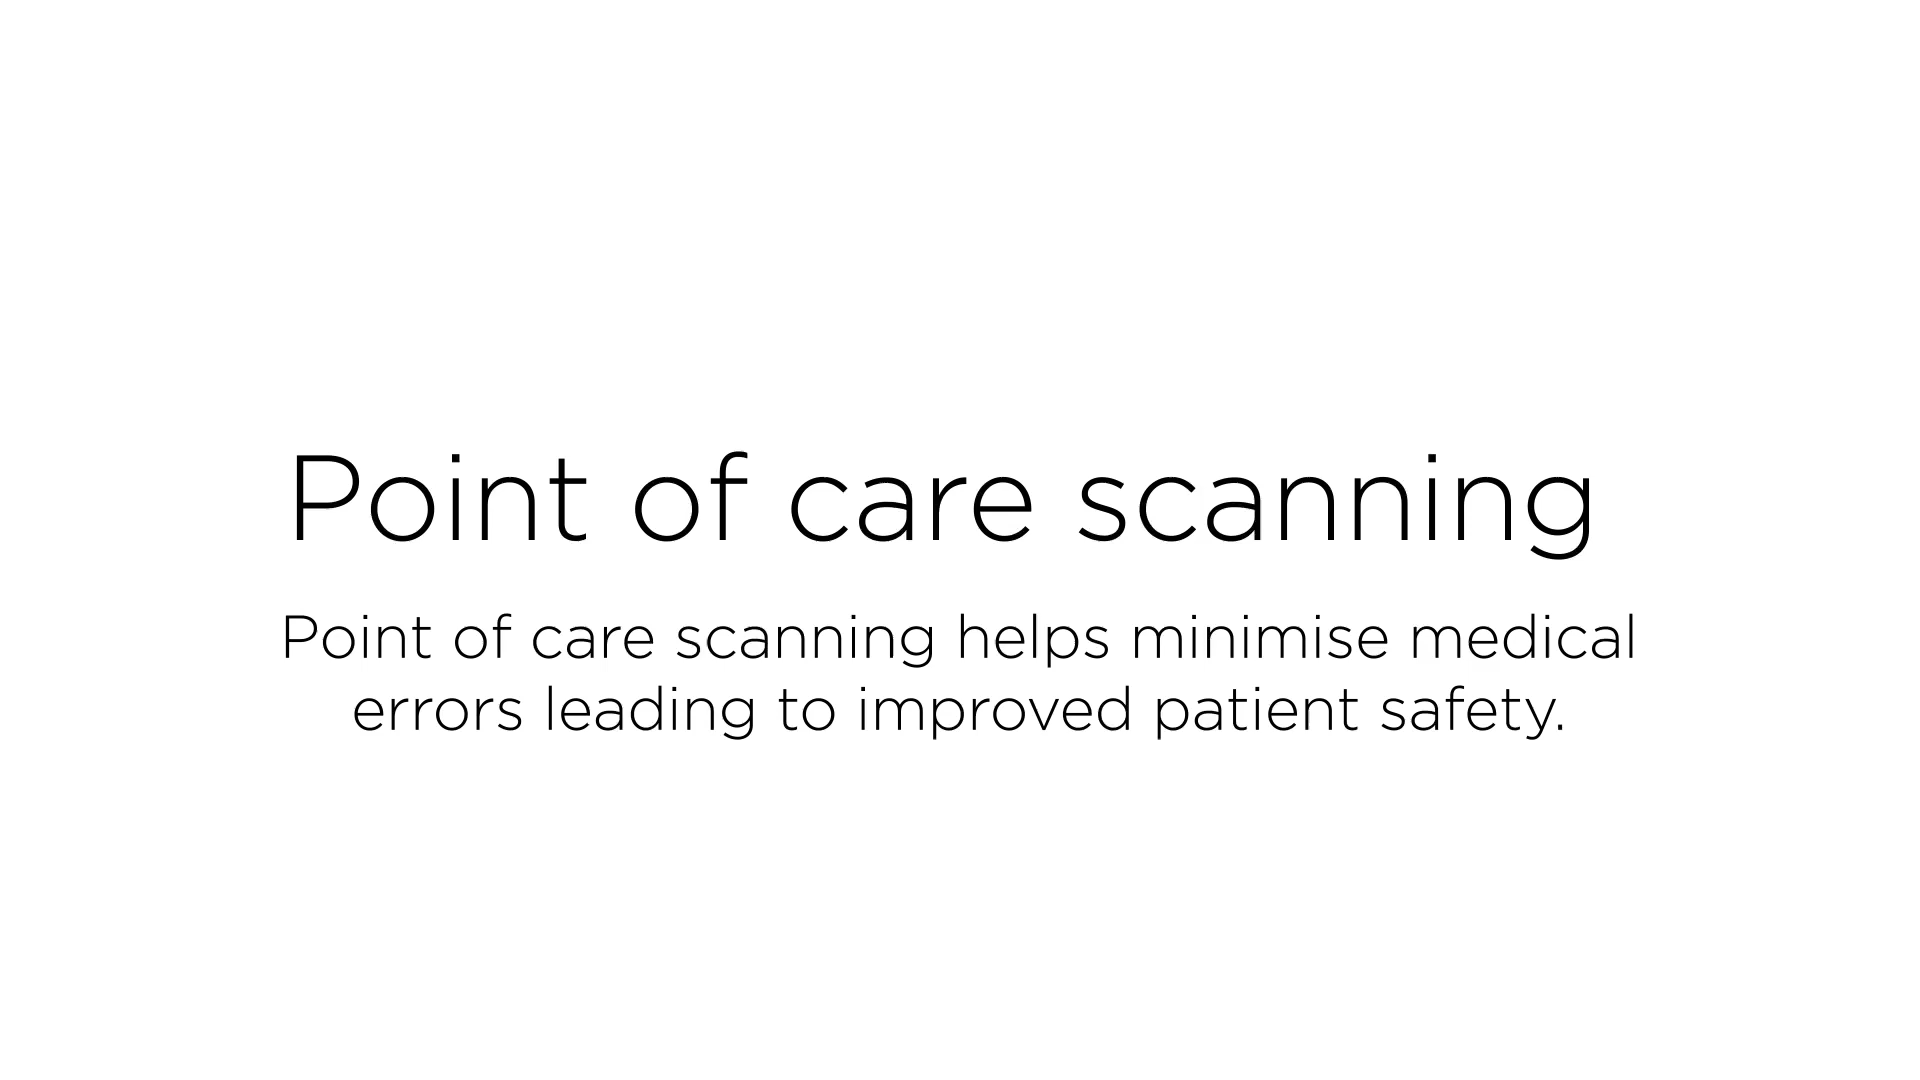 Point of care scanning
Point of care scanning helps minimise medical
errors leading to improved patient safety.